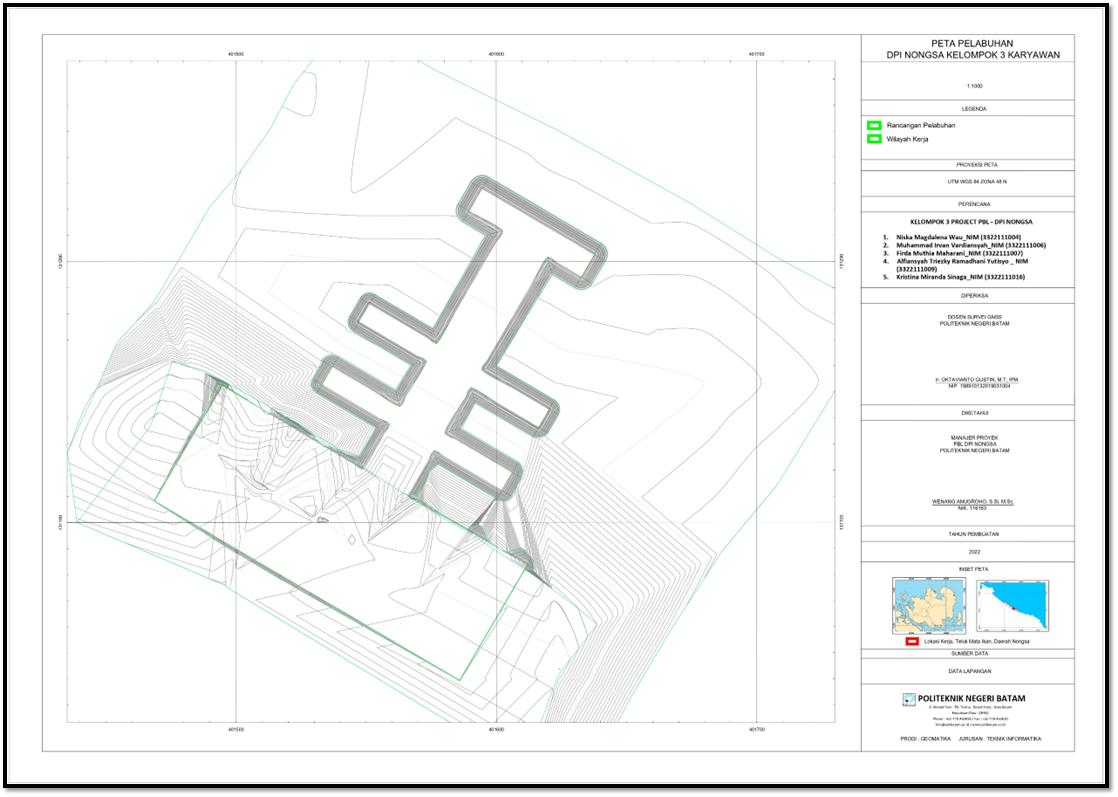 PETA PELABUHAN
DPI NONGSA KELOMPOK 3 KARYAWAN
1:1000
LEGENDA
Rancangan Pelabuhan
Wilayah Kerja
PROYEKSI PETA
UTM WGS 84 ZONA 48 N
PERENCANA
KELOMPOK 3 PROJECT PBL - DPI NONGSA
1. Niska Magdalena Wau_NIM (3322111004)
2. Muhammad Irvan Vardiansyah_NIM (3322111006)
3. Firda Muthia Maharani_NIM (3322111007)
4. Alfiansyah Triezky Ramadhani Yutisyo _ NIM
(3322111009)
5. Kristina Miranda Sinaga_NIM (3322111016)
DIPERIKSA
DOSEN SURVEI GNSS
POLITEKNIK NEGERI BATAM
Ir. OKTAVIANTO GUSTIN, M.T, IPM.
NIP.
DIKETAHUI
MANAJER PROYEK
PBL DPI NONGSA
POLITEKNIK NEGERI BATAM
WENANG ANUGROHO, S.Si, M.Sc.
NIK. 116163
TAHUN PEMBUATAN
2022
INSET PETA
Lokasi Kerja, Teluk Mata Ikan, Daerah Nongsa
SUMBER DATA
DATA LAPANGAN
POLITEKNIK NEGERI BATAM
PRODI : GEOMATIKA JURUSAN : TEKNIK INFORMATIKA
401500
401600
401700
131200
131200
131100
131100
401500
401600
401700